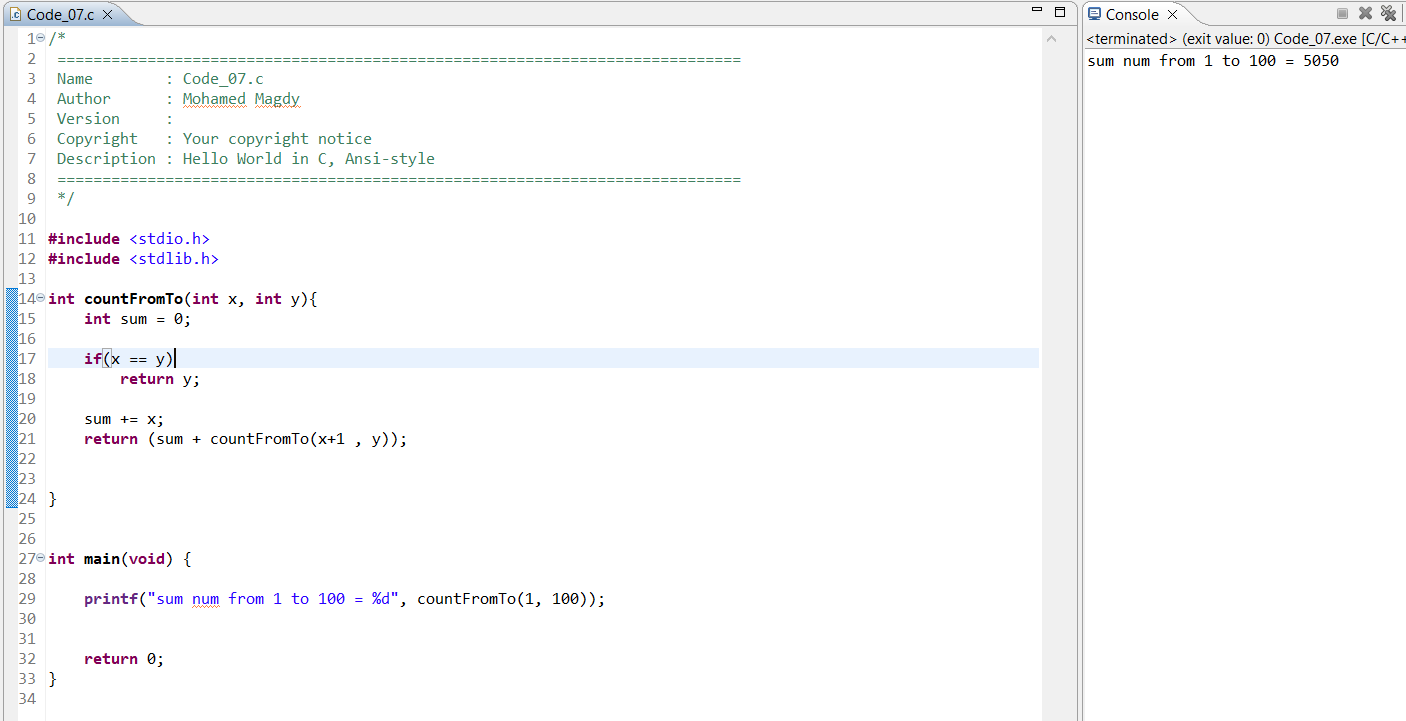 Code_07.c
1 /*
2 ============================================================================
3 Name        : Code_07.c
4 Author      : Mohamed Magdy
5 Version     :
6 Copyright   : Your copyright notice
7 Description : Hello World in C, Ansi-style
8 ============================================================================
9 */
10
11 #include <stdio.h>
12 #include <stdlib.h>
13
14 int countFromTo(int x, int y){
15     int sum = 0;
16
17     if(x == y)
18         return y;
19
20     sum += x;
21     return (sum + countFromTo(x+1 , y));
22
23
24 }
25
26
27 int main(void) {
28
29     printf("sum num from 1 to 100 = %d", countFromTo(1, 100));
30
31
32     return 0;
33 }
34
Console
<terminated> (exit value: 0) Code_07.exe [C/C++
sum num from 1 to 100 = 5050